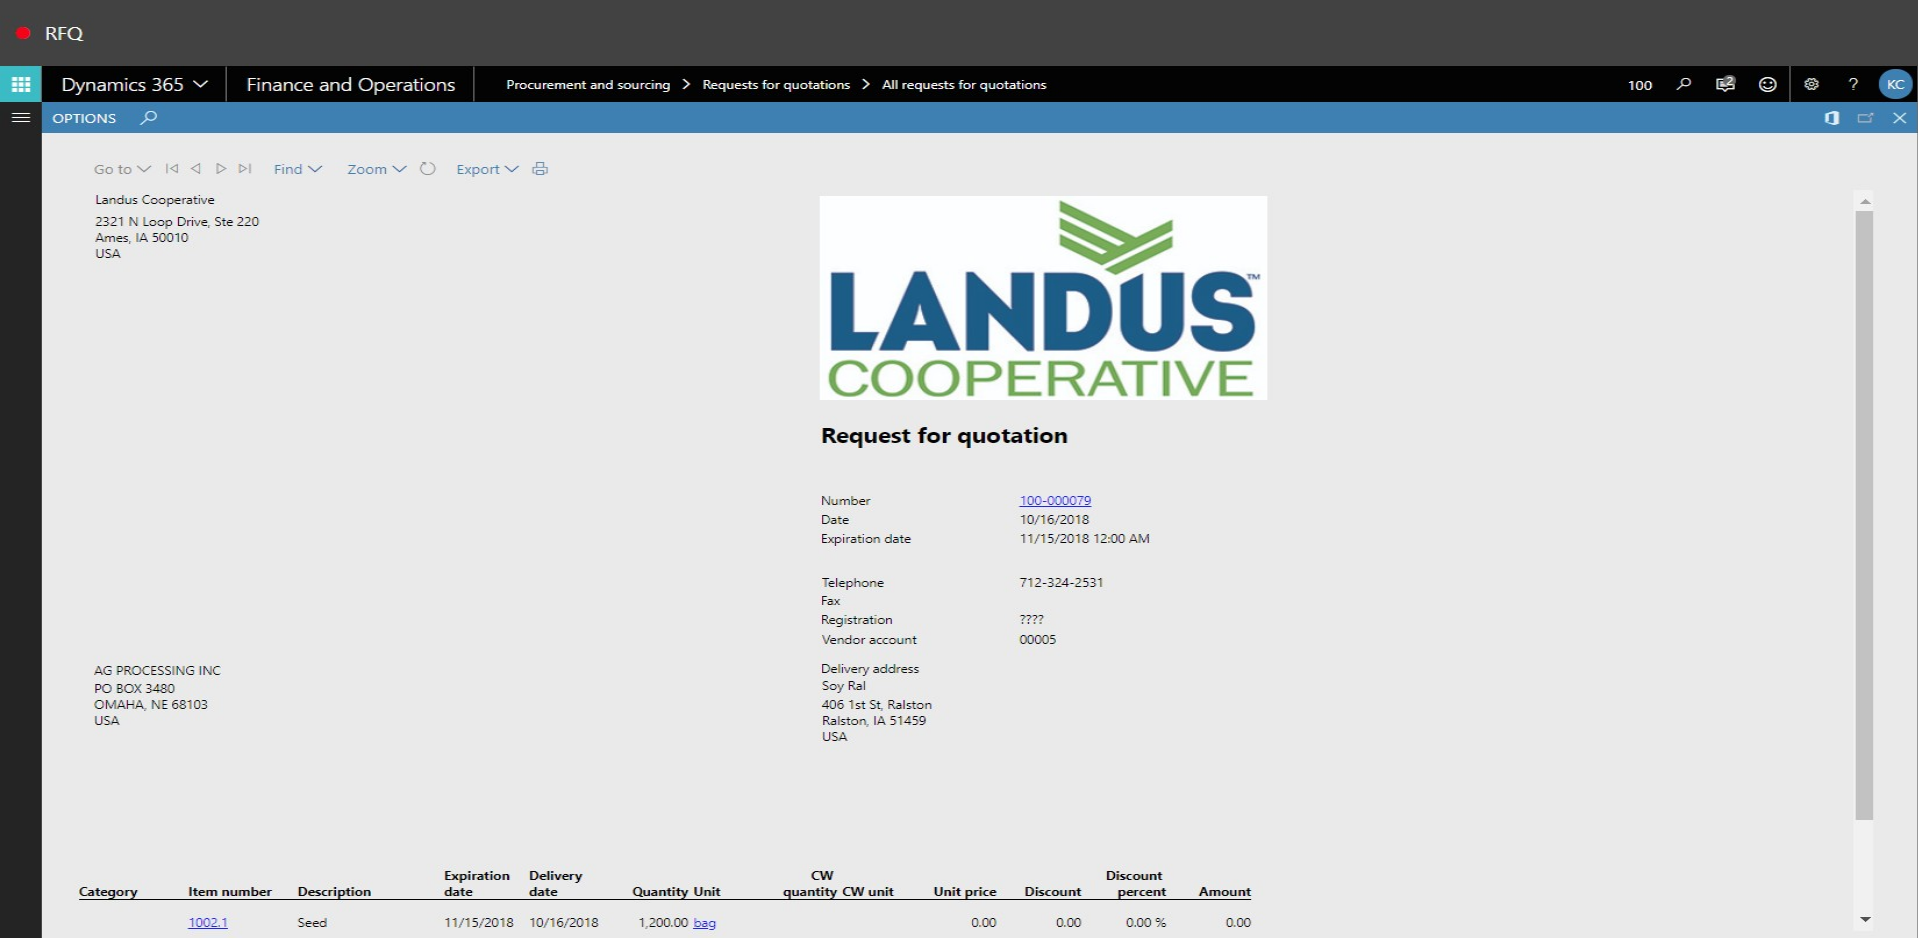 RFQ
Dynamics 365 Finance and Operations Procurement and sourcing > Requests for quotations > All requests for quotations 100 2 ? KC
OPTIONS
Go to Find Zoom Export
Landus Cooperative
2321 N Loop Drive, Ste 220
Ames, IA 50010
USA
LANDUS™
COOPERATIVE
Request for quotation
Number 100-000079
Date 10/16/2018
Expiration date 11/15/2018 12:00 AM
Telephone 712-324-2531
Fax
Registration ????
Vendor account 00005
AG PROCESSING INC
PO BOX 3480
OMAHA, NE 68103
USA
Delivery address
Soy Ral
406 1st St, Ralston
Ralston, IA 51459
USA
Category Item number Description Expiration date Delivery date Quantity Unit CW quantity CW unit Unit price Discount Discount percent Amount
1002.1 Seed 11/15/2018 10/16/2018 1,200.00 bag 0.00 0.00 0.00 % 0.00